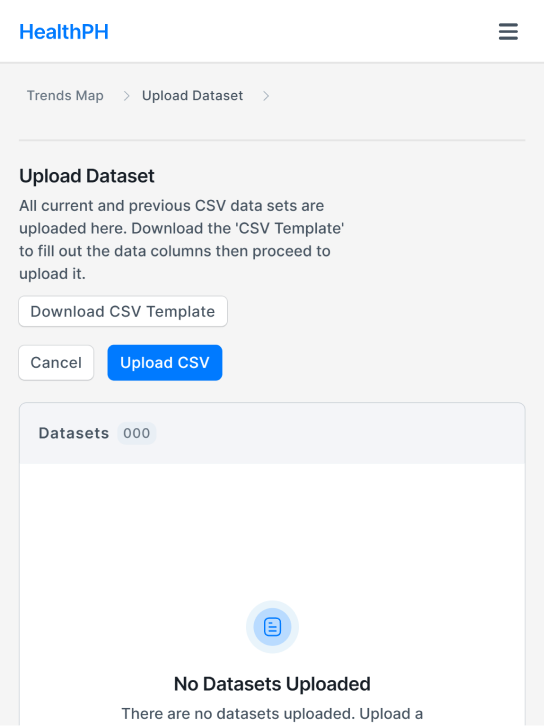 HealthPH
Trends Map
Upload Dataset
Upload Dataset
All current and previous CSV data sets are
uploaded here. Download the 'CSV Template'
to fill out the data columns then proceed to
upload it.
Download CSV Template
Cancel
Upload CSV
Datasets 000
No Datasets Uploaded
There are no datasets uploaded. Upload a